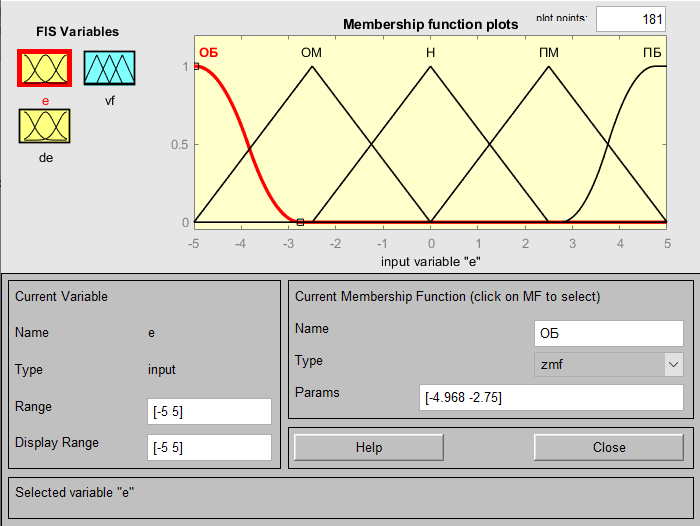 FIS Variables
e
vf
de
Membership function plots
plot points:
181
ОБ
ОМ
Н
ПМ
ПБ
1
0.5
0
-5
-4
-3
-2
-1
0
1
2
3
4
5
input variable "e"
Current Variable
Name
e
Type
input
Range
[-5 5]
Display Range
[-5 5]
Current Membership Function (click on MF to select)
Name
ОБ
Type
zmf
Params
[-4.968 -2.75]
Help
Close
Selected variable "e"